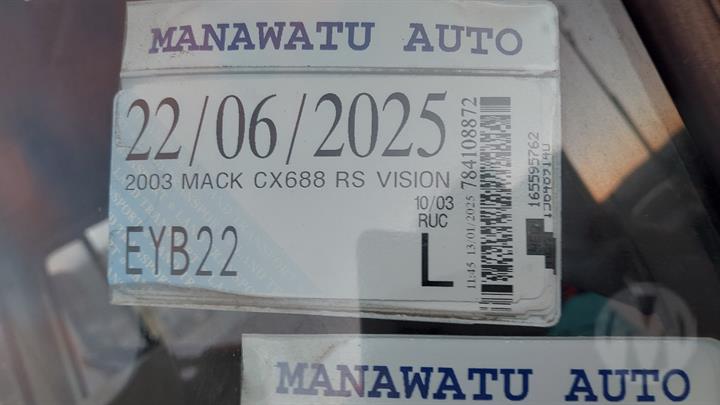 MANAWATU AUTO
22/06/2025
2003 MACK CX688 RS VISION
10/03
RUC
EYB22
L
11:45 13/01/2025 784108872
165595762
MANAWATU AUTO